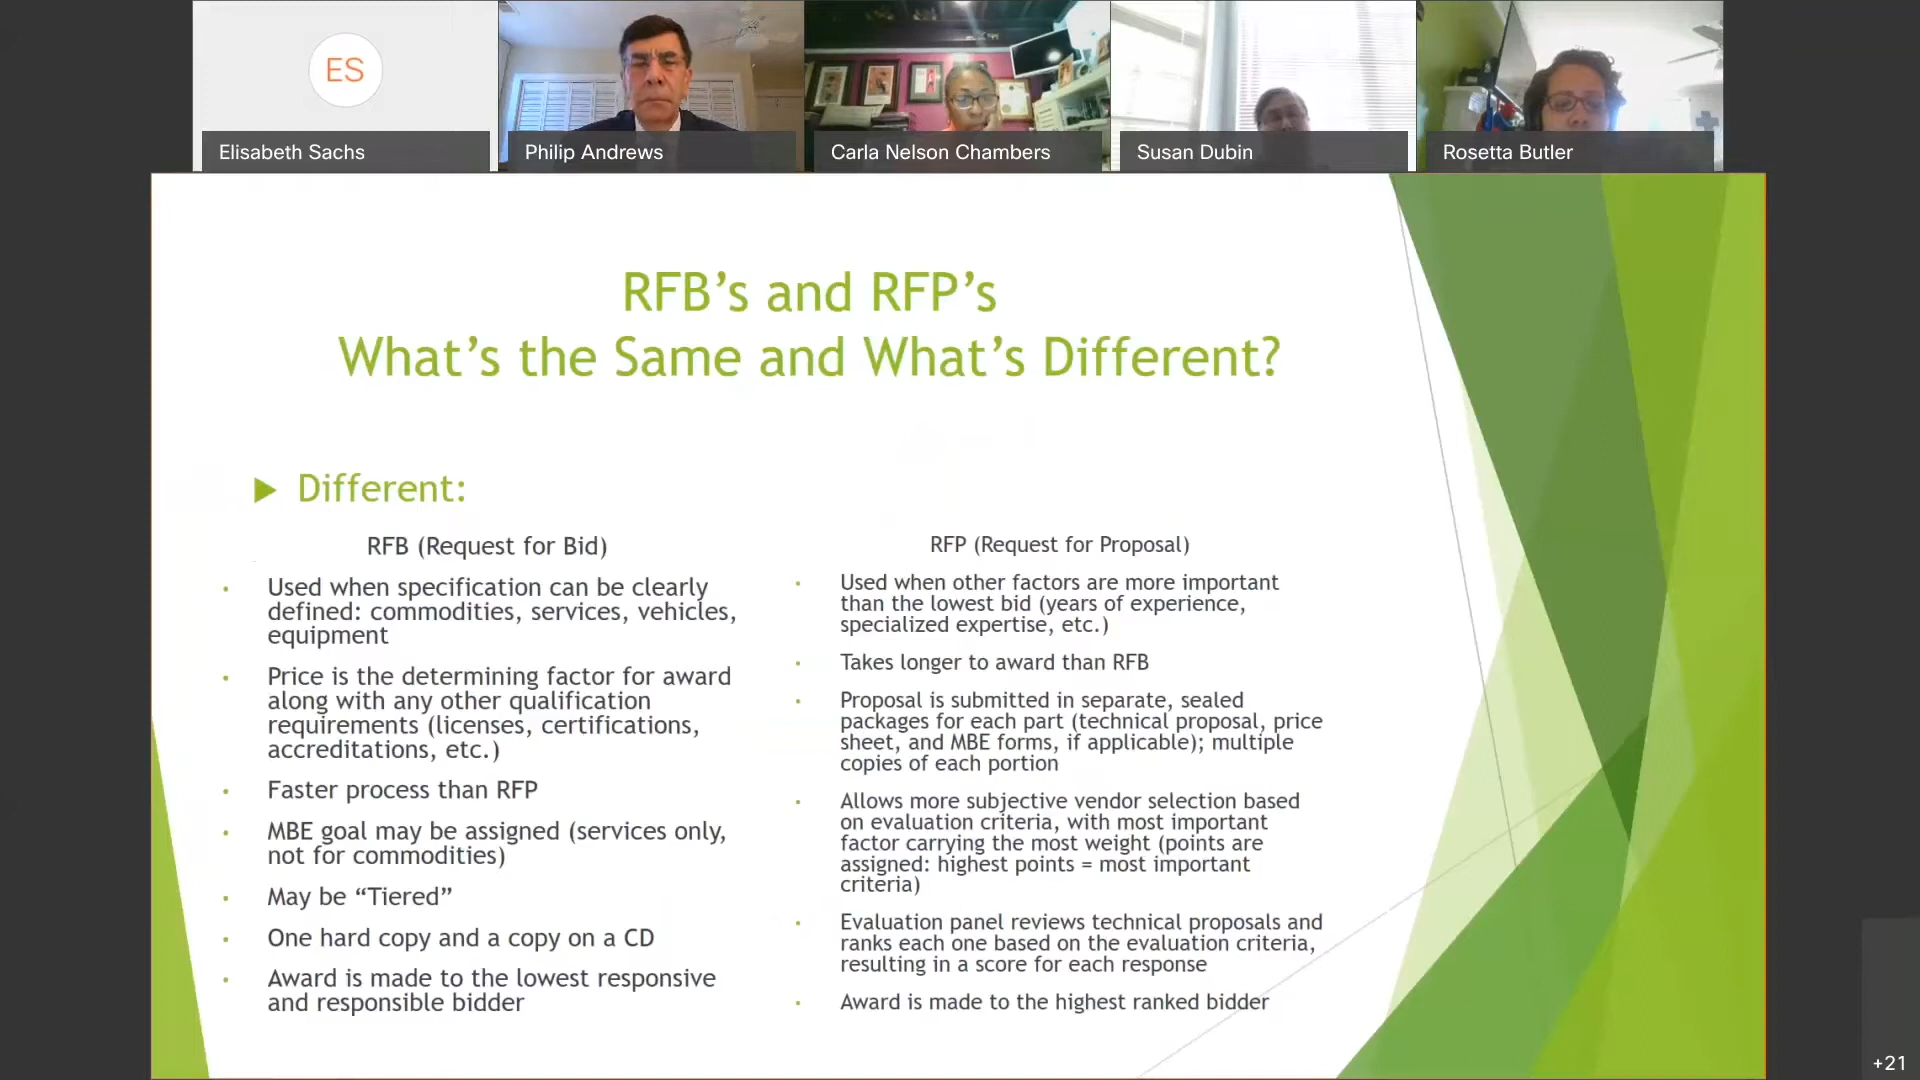 ES
Elisabeth Sachs
Philip Andrews
Carla Nelson Chambers
Susan Dubin
Rosetta Butler
RFB’s and RFP’s
What’s the Same and What’s Different?
Different:
RFB (Request for Bid)
• Used when specification can be clearly
defined: commodities, services, vehicles,
equipment
• Price is the determining factor for award
along with any other qualification
requirements (licenses, certifications,
accreditations, etc.)
• Faster process than RFP
• MBE goal may be assigned (services only,
not for commodities)
• May be “Tiered”
• One hard copy and a copy on a CD
• Award is made to the lowest responsive
and responsible bidder
RFP (Request for Proposal)
• Used when other factors are more important
than the lowest bid (years of experience,
specialized expertise, etc.)
• Takes longer to award than RFB
• Proposal is submitted in separate, sealed
packages for each part (technical proposal, price
sheet, and MBE forms, if applicable); multiple
copies of each portion
• Allows more subjective vendor selection based
on evaluation criteria, with most important
factor carrying the most weight (points are
assigned: highest points = most important
criteria)
• Evaluation panel reviews technical proposals and
ranks each one based on the evaluation criteria,
resulting in a score for each response
• Award is made to the highest ranked bidder
+21